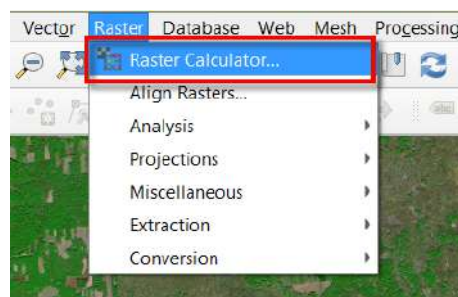 Vector Raster Database Web Mesh Processing
Raster Calculator...
Align Rasters...
Analysis
Projections
Miscellaneous
Extraction
Conversion